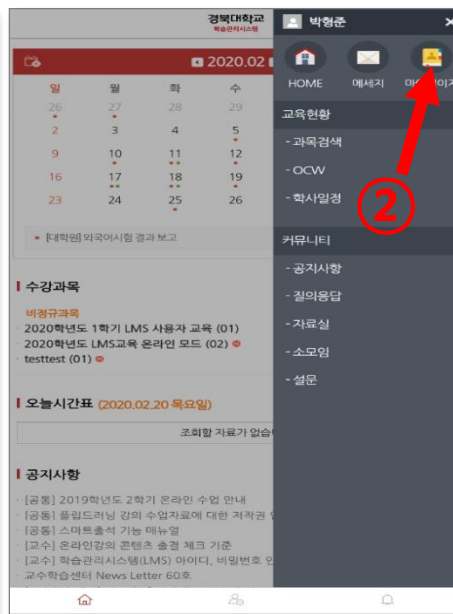 경북대학교
학습관리시스템
2020.02
일 월 화 수
26 27 28 29
2 3 4 5
9 10 11 12
16 17 18 19
23 24 25 26
[대학원] 외국어시험 결과 보고
수강과목
비정규과목
2020학년도 1학기 LMS 사용자 교육 (01)
2020학년도 LMS교육 온라인 모드 (02)
testtest (01)
오늘시간표 (2020.02.20 목요일)
조회할 자료가 없습
공지사항
[공통] 2019학년도 2학기 온라인 수업 안내
[공통] 플립드러닝 강의 수업자료에 대한 저작권
[공통] 스마트출석 기능 매뉴얼
[교수] 온라인강의 콘텐츠 출결 체크 기준
[교수] 학습관리시스템(LMS) 아이디, 비밀번호
교수학습센터 News Letter 60호
박형준 ×
HOME 메세지
교육현황
- 과목검색
- OCW
- 학사일정
②
커뮤니티
- 공지사항
- 질의응답
- 자료실
- 소모임
- 설문